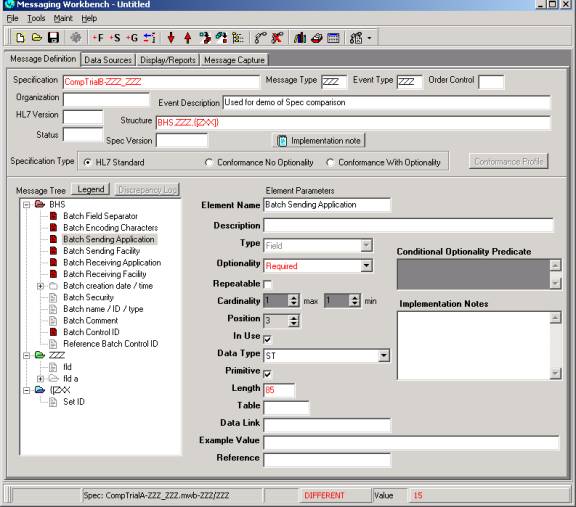 Messaging Workbench - Untitled
File Tools Maint Help
+F +S +G
Message Definition Data Sources Display/Reports Message Capture
Specification CompTrialB-ZZZ_ZZZ Message Type ZZZ Event Type ZZZ Order Control
Organization Event Description Used for demo of Spec comparison
HL7 Version Structure BHS,ZZZ,{[ZXX]}
Status Spec Version Implementation note
Specification Type HL7 Standard Conformance No Optionality Conformance With Optionality Conformance Profile
Message Tree Legend Discrepancy Log
BHS
Batch Field Separator
Batch Encoding Characters
Batch Sending Application
Batch Sending Facility
Batch Receiving Application
Batch Receiving Facility
Batch creation date / time
Batch Security
Batch name / ID / type
Batch Comment
Batch Control ID
Reference Batch Control ID
ZZZ
fld
fld a
{[ZXX
Set ID
Element Parameters
Element Name Batch Sending Application
Description
Type Field
Optionality Required
Repeatable
Cardinality 1 max 1 min
Position 3
In Use
Data Type ST
Primitive
Length 85
Table
Data Link
Example Value
Reference
Conditional Optionality Predicate
Implementation Notes
Spec: CompTrialA-ZZZ_ZZZ.mwb-ZZZ/ZZZ DIFFERENT Value 15